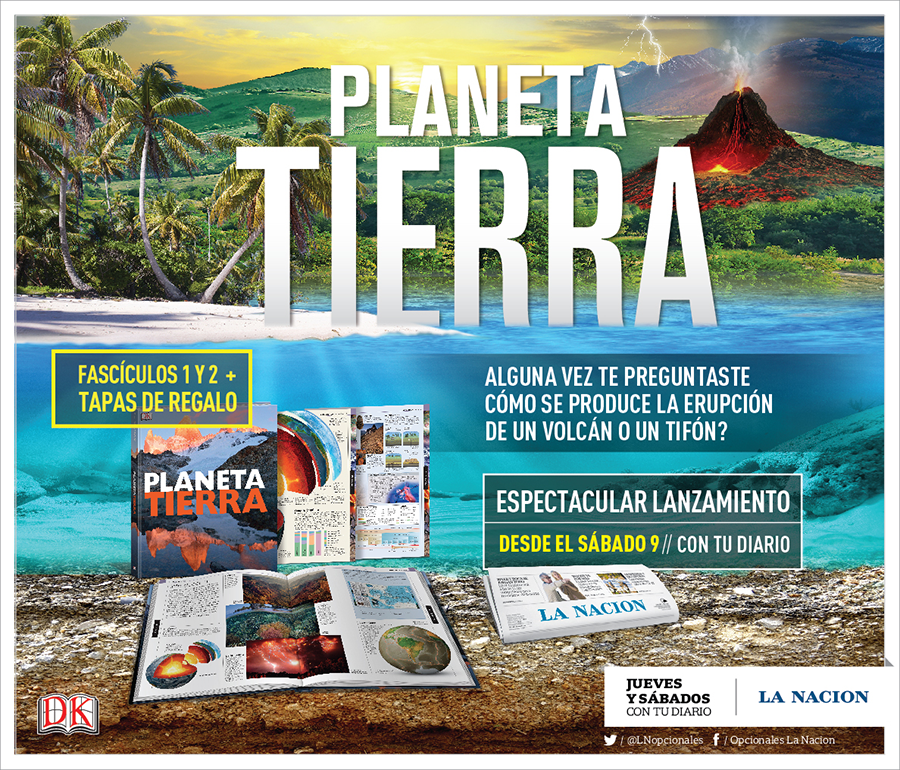 PLANETA
TIERRA
FASCÍCULOS 1 Y 2 +
TAPAS DE REGALO
ALGUNA VEZ TE PREGUNTASTE
CÓMO SE PRODUCE LA ERUPCIÓN
DE UN VOLCÁN O UN TIFÓN?
PLANETA
TIERRA
ESPECTACULAR LANZAMIENTO
DESDE EL SÁBADO 9 // CON TU DIARIO
LA NACION
JUEVES
Y SÁBADOS
CON TU DIARIO
LA NACION
DK
/ @LNopcionales
/ Opcionales La Nacion